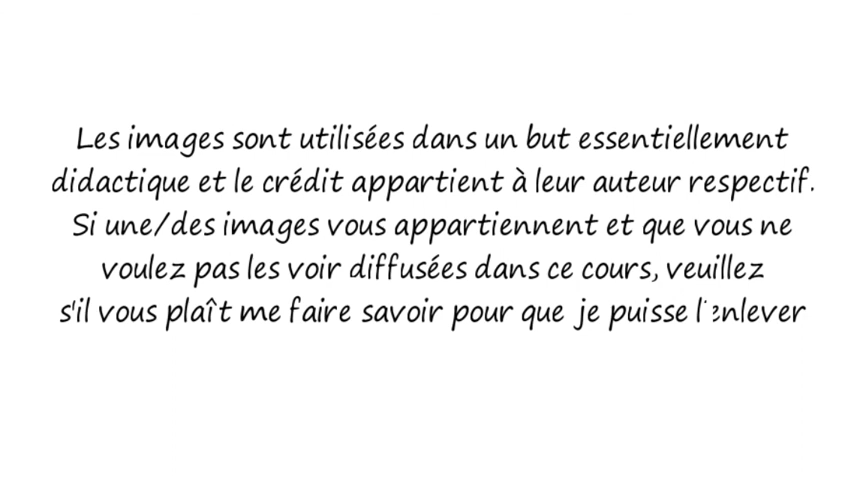 Les images sont utilisées dans un but essentiellement
didactique et le crédit appartient à leur auteur respectif.
Si une/des images vous appartiennent et que vous ne
voulez pas les voir diffusées dans ce cours, veuillez
s'il vous plaît me faire savoir pour que je puisse l'enlever